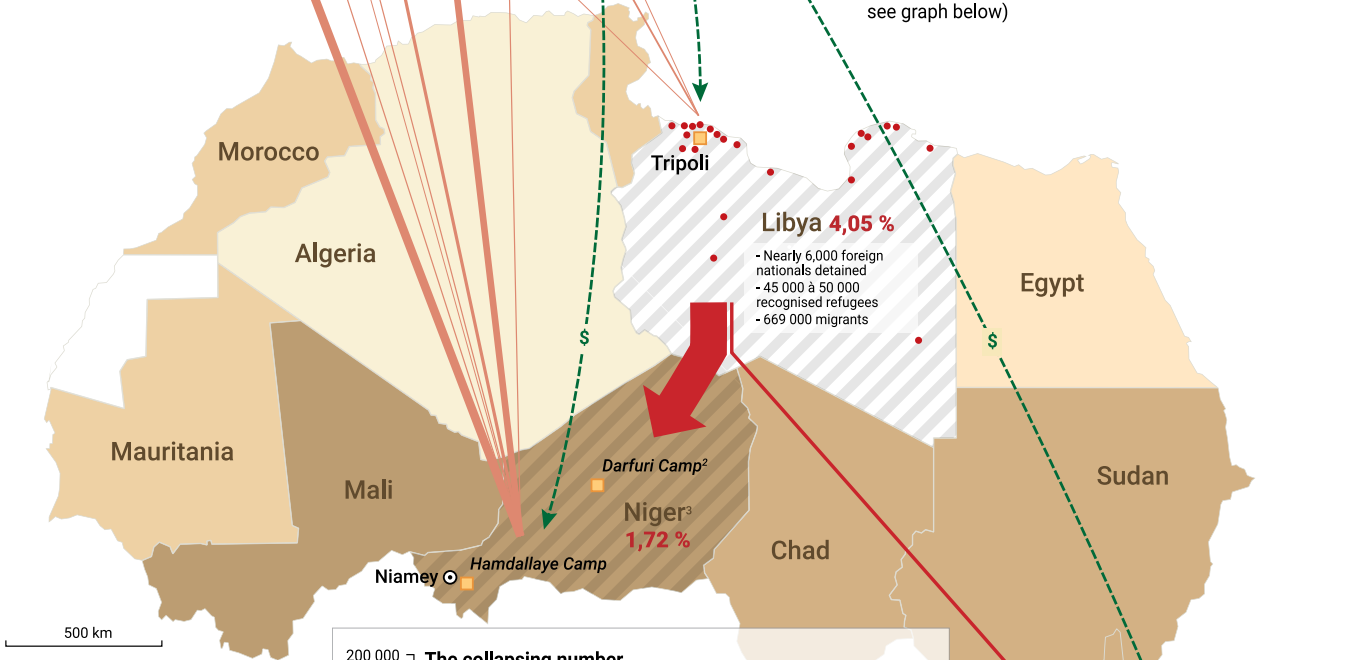 see graph below)
Morocco
Tripoli
Libya 4,05 %
Algeria
- Nearly 6,000 foreign
nationals detained
- 45 000 à 50 000
recognised refugees
- 669 000 migrants
Egypt
$
$
Mauritania
Mali
Darfuri Camp2
Niger3
1,72 %
Sudan
Chad
Hamdallaye Camp
Niamey
500 km
200 000
The collapsing number